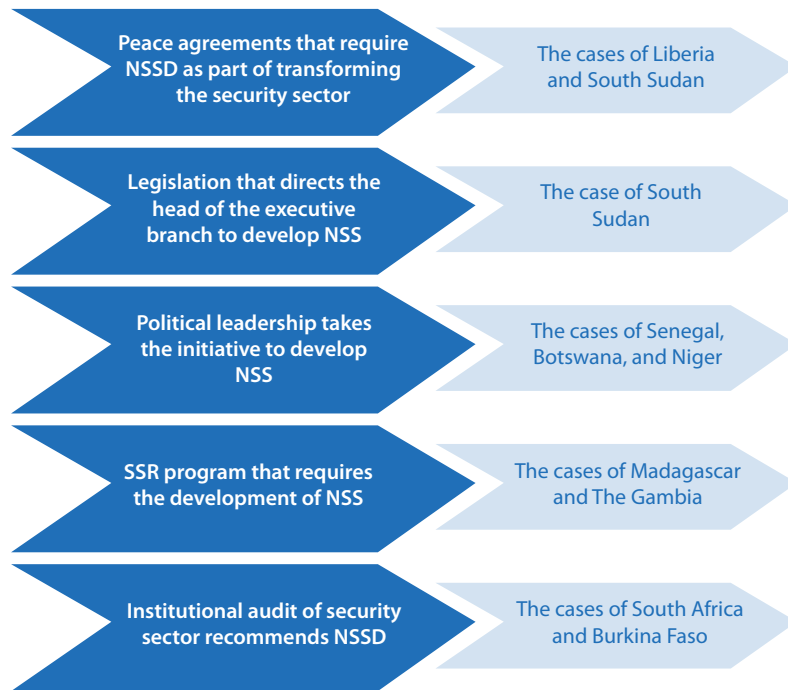 Peace agreements that require
NSSD as part of transforming
the security sector
The cases of Liberia
and South Sudan
Legislation that directs the
head of the executive
branch to develop NSS
The case of South
Sudan
Political leadership takes
the initiative to develop
NSS
The cases of Senegal,
Botswana, and Niger
SSR program that requires
the development of NSS
The cases of Madagascar
and The Gambia
Institutional audit of security
sector recommends NSSD
The cases of South Africa
and Burkina Faso